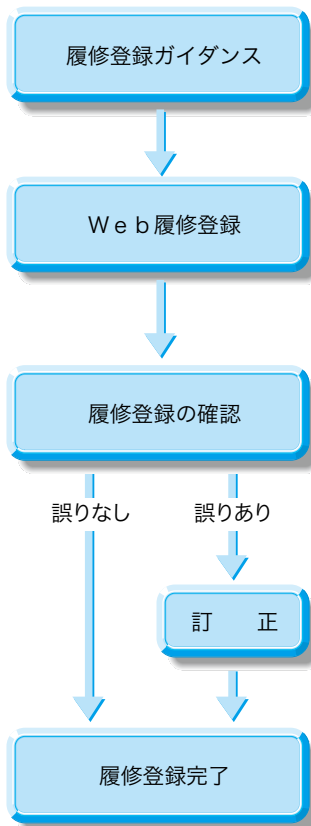 履修登録ガイダンス
Ｗｅｂ履修登録
履修登録の確認
誤りなし　誤りあり
訂　　正
履修登録完了